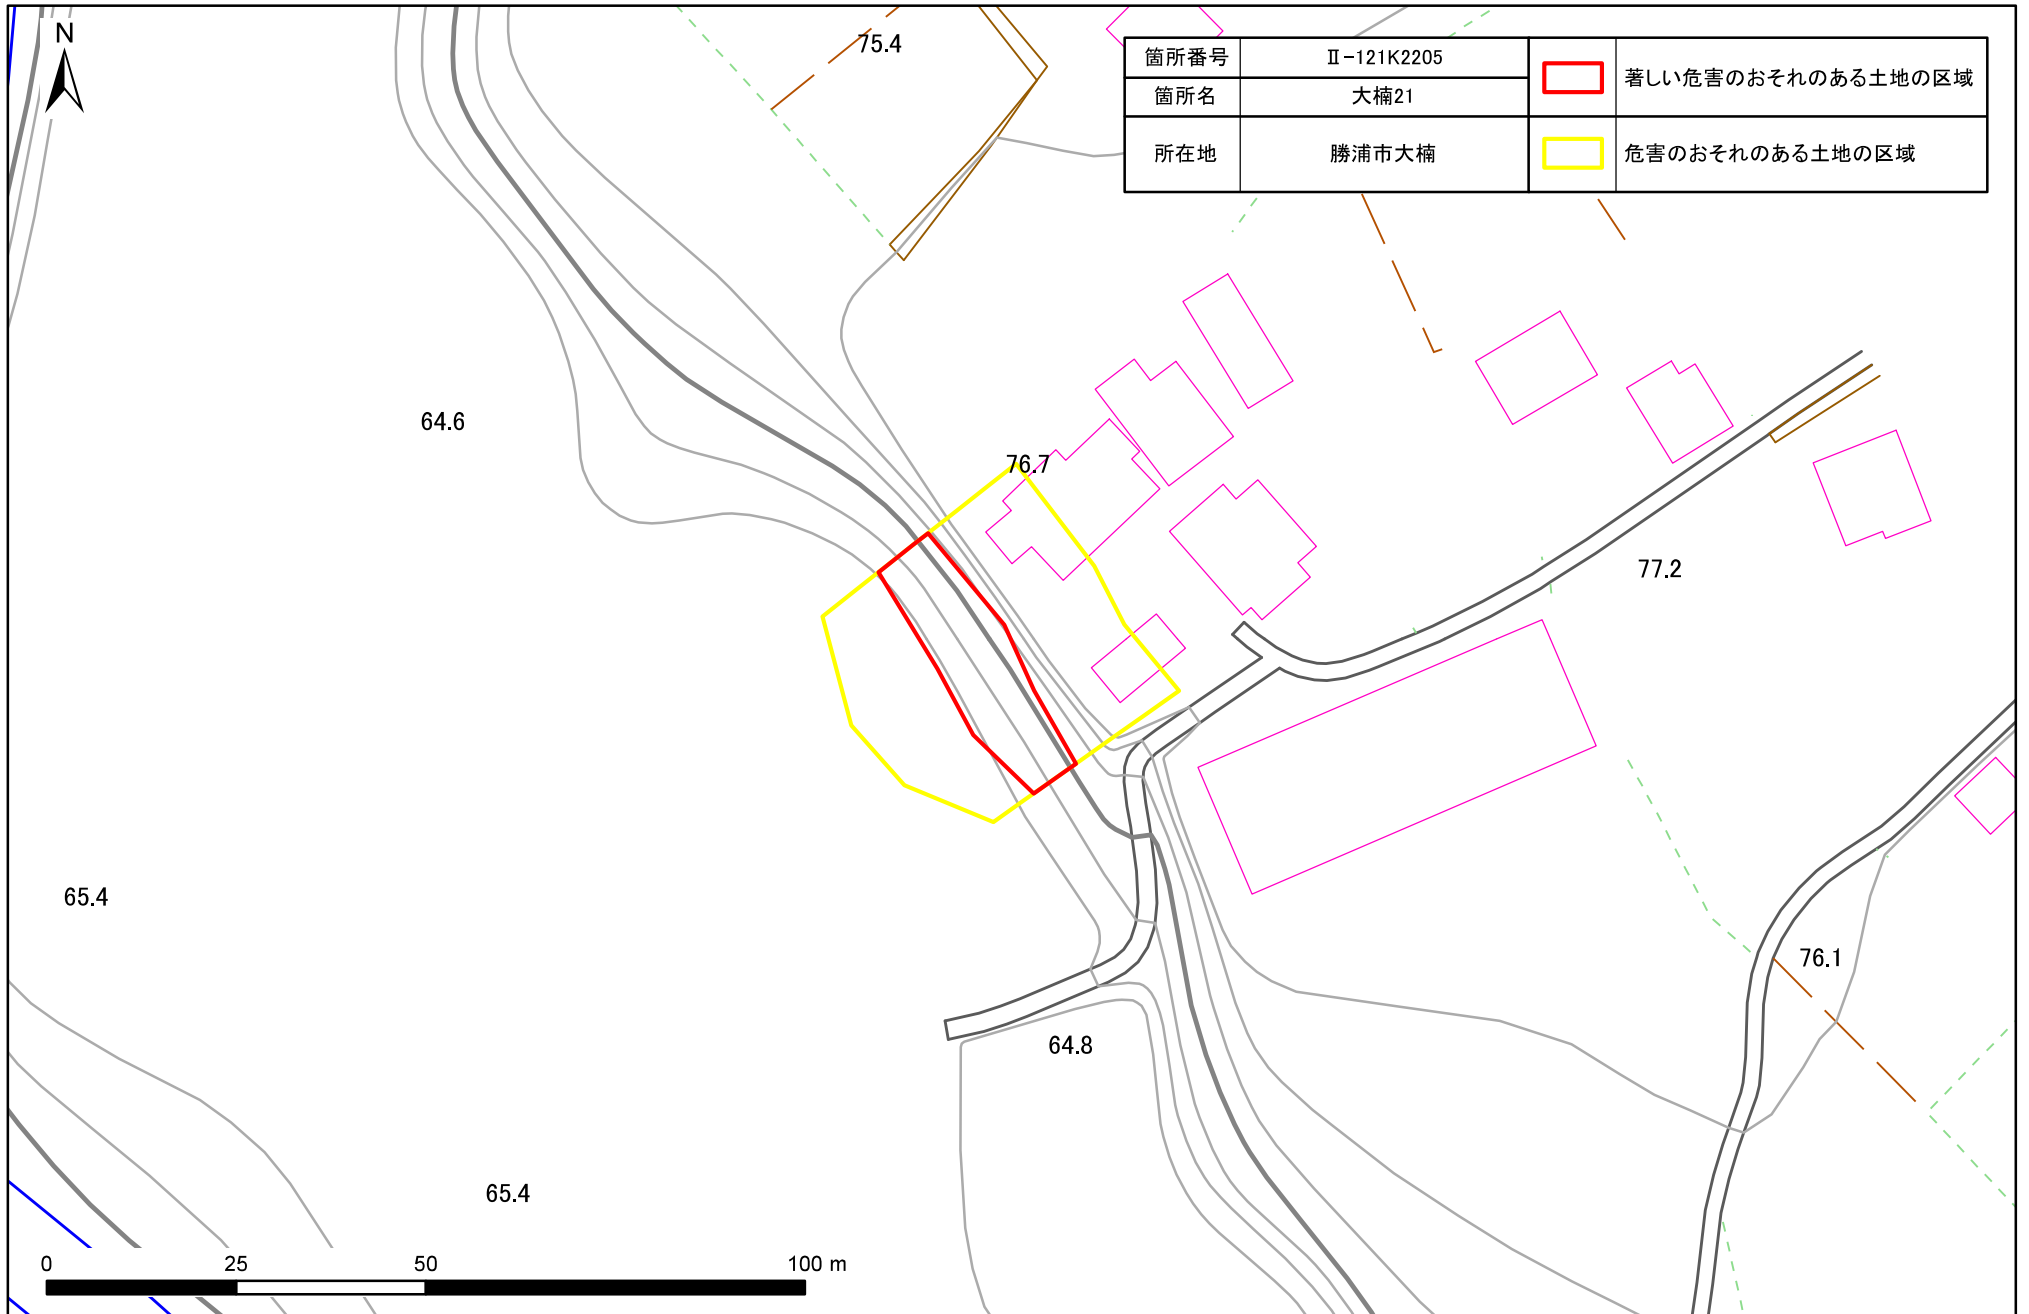 N
75.4
箇所番号 Ⅱ-121K2205
著しい危害のおそれのある土地の区域
箇所名 大楠21
所在地 勝浦市大楠
危害のおそれのある土地の区域
64.6
76.7
77.2
65.4
76.1
64.8
65.4
0 25 50 100 m